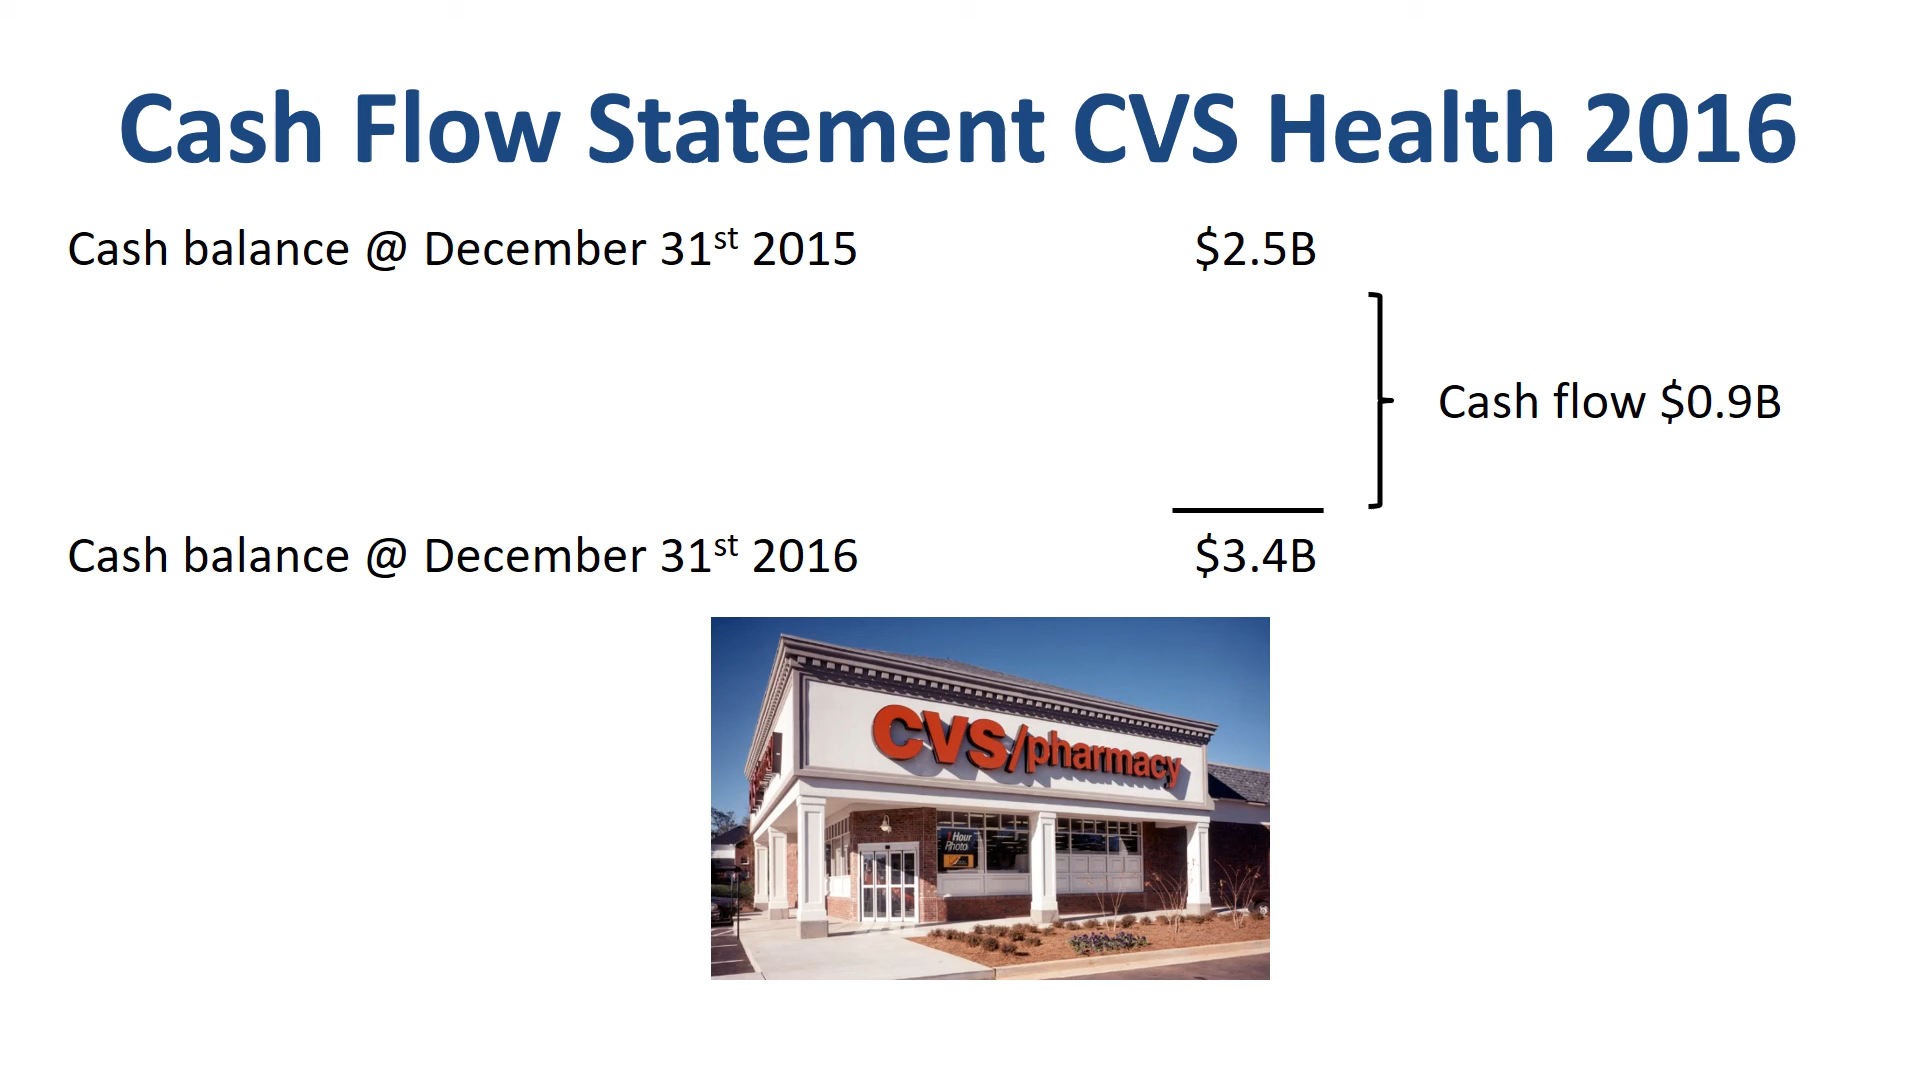 Cash Flow Statement CVS Health 2016
Cash balance @ December 31st 2015 $2.5B
Cash flow $0.9B
Cash balance @ December 31st 2016 $3.4B
CVS/pharmacy
1 Hour
Photo